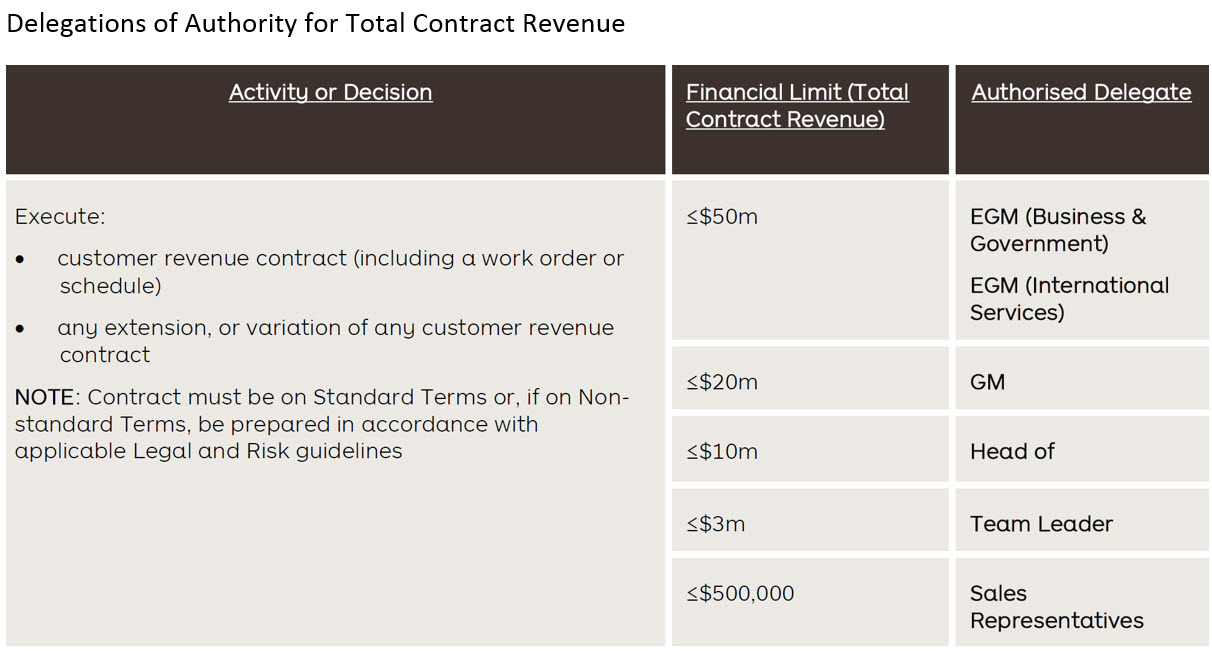 Delegations of Authority for Total Contract Revenue
Activity or Decision
Financial Limit (Total
Contract Revenue)
Authorised Delegate
Execute:
• customer revenue contract (including a work order or
schedule)
• any extension, or variation of any customer revenue
contract
NOTE: Contract must be on Standard Terms or, if on Non-
standard Terms, be prepared in accordance with
applicable Legal and Risk guidelines
≤$50m
EGM (Business &
Government)
EGM (International
Services)
≤$20m
GM
≤$10m
Head of
≤$3m
Team Leader
≤$500,000
Sales
Representatives